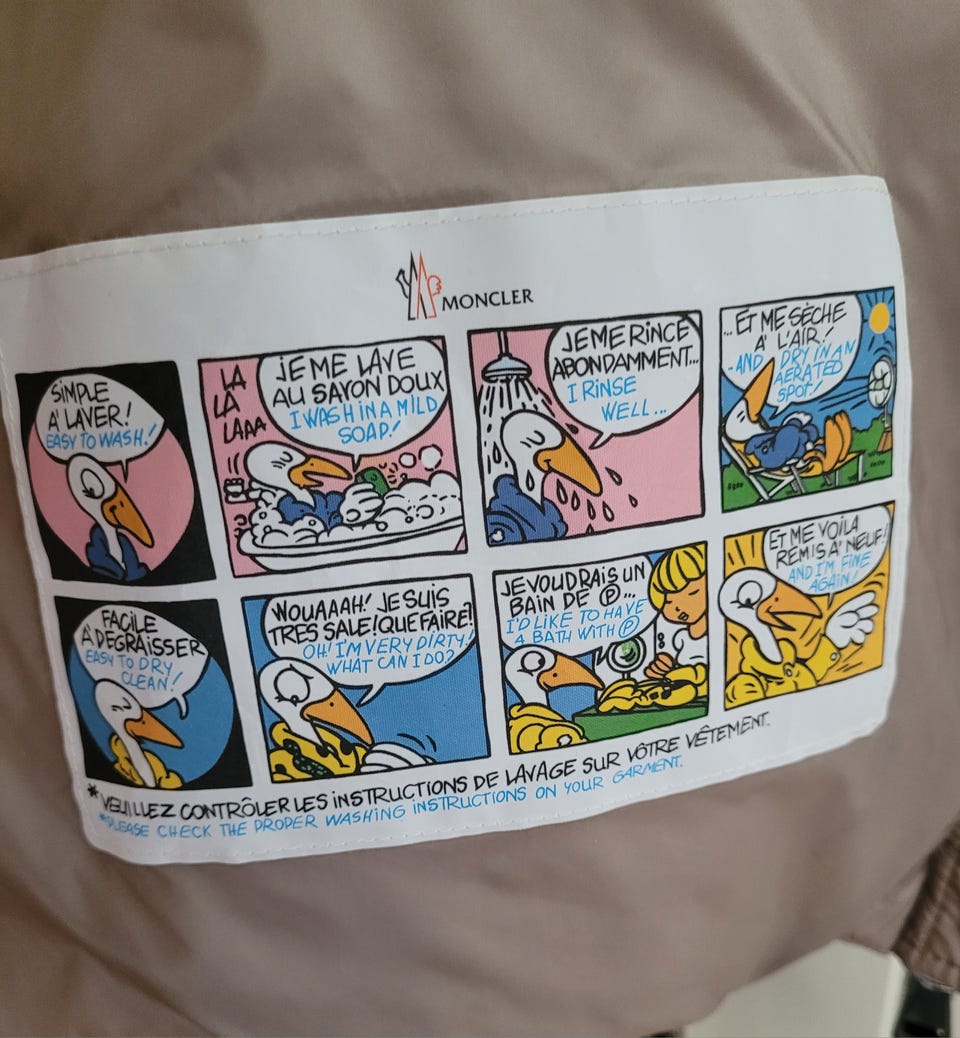 MONCLER
SIMPLE
A' LAVER!
EASY TO WASH!
LA
LÀ
LAAA
JE ME LAVE
AU SAVON DOUX
I WASH IN A MILD
SOAP!
JE ME RINCE
ABONDAMMENT...
I RINSE
WELL...
...ET ME SÈCHE
A' L'AIR!
-AND I DRY IN AN
AERATED
SPOT!
FACILE
A DEGRAISSER
EASY TO DRY
CLEAN!
WOUAAAH! JE SUIS
TRES SALE! QUE FAIRE?
OH! I'M VERY DIRTY!
WHAT CAN I DO?
JE VOUDRAIS UN
BAIN DE Ⓟ...
I'D LIKE TO HAVE
A BATH WITH Ⓟ
ET ME VOILA
REMIS A' NEUF!
AND I'M FINE
AGAIN!
*VEUILLEZ CONTRÔLER LES INSTRUCTIONS DE LAVAGE SUR VÔTRE VÊTEMENT.
*PLEASE CHECK THE PROPER WASHING INSTRUCTIONS ON YOUR GARMENT.